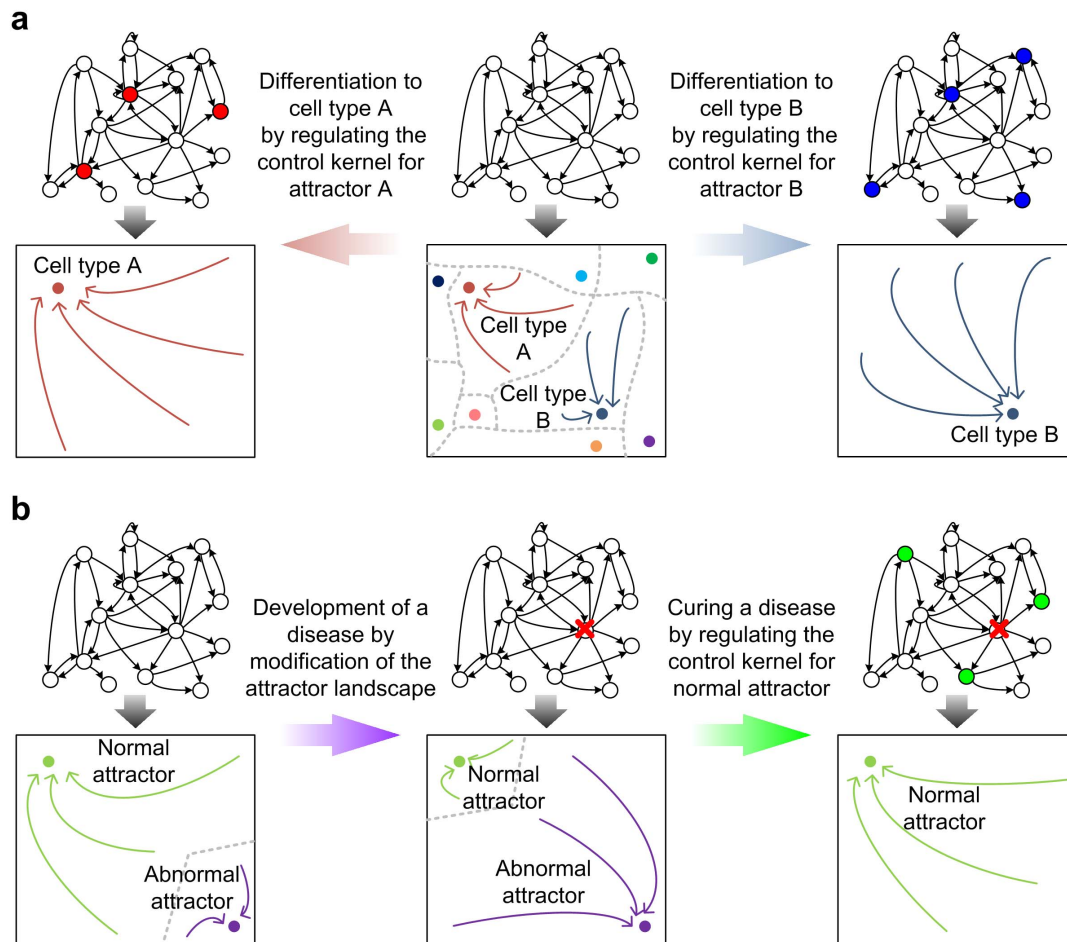 a
Differentiation to
cell type A
by regulating the
control kernel for
attractor A
Differentiation to
cell type B
by regulating the
control kernel for
attractor B
Cell type A
Cell type
A
Cell type
B
Cell type B
b
Development of a
disease by
modification of the
attractor landscape
Curing a disease
by regulating the
control kernel for
normal attractor
Normal
attractor
Abnormal
attractor
Normal
attractor
Abnormal
attractor
Normal
attractor